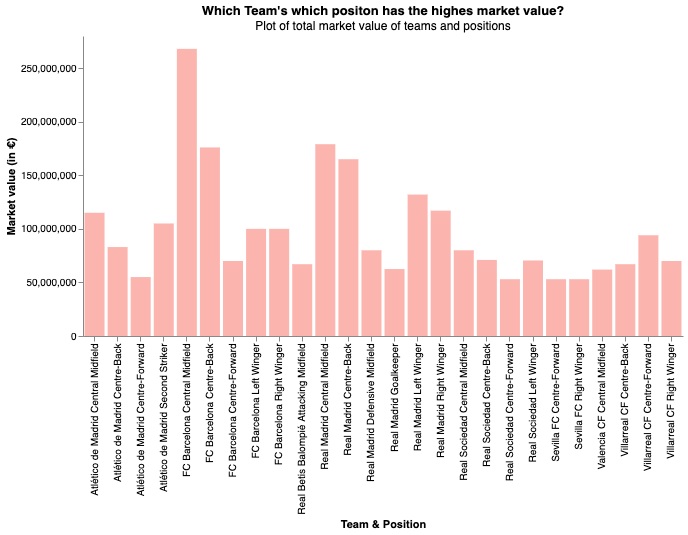 Which Team's which positon has the highes market value?
Plot of total market value of teams and positions
Market value (in €)
250,000,000
200,000,000
150,000,000
100,000,000
50,000,000
0
Atlético de Madrid Central Midfield
Atlético de Madrid Centre-Back
Atlético de Madrid Centre-Forward
Atlético de Madrid Second Striker
FC Barcelona Central Midfield
FC Barcelona Centre-Back
FC Barcelona Centre-Forward
FC Barcelona Left Winger
FC Barcelona Right Winger
Real Betis Balompié Attacking Midfield
Real Madrid Central Midfield
Real Madrid Centre-Back
Real Madrid Defensive Midfield
Real Madrid Goalkeeper
Real Madrid Left Winger
Real Madrid Right Winger
Real Sociedad Central Midfield
Real Sociedad Centre-Back
Real Sociedad Centre-Forward
Real Sociedad Left Winger
Sevilla FC Centre-Forward
Sevilla FC Right Winger
Valencia CF Central Midfield
Villarreal CF Centre-Back
Villarreal CF Centre-Forward
Villarreal CF Right Winger
Team & Position